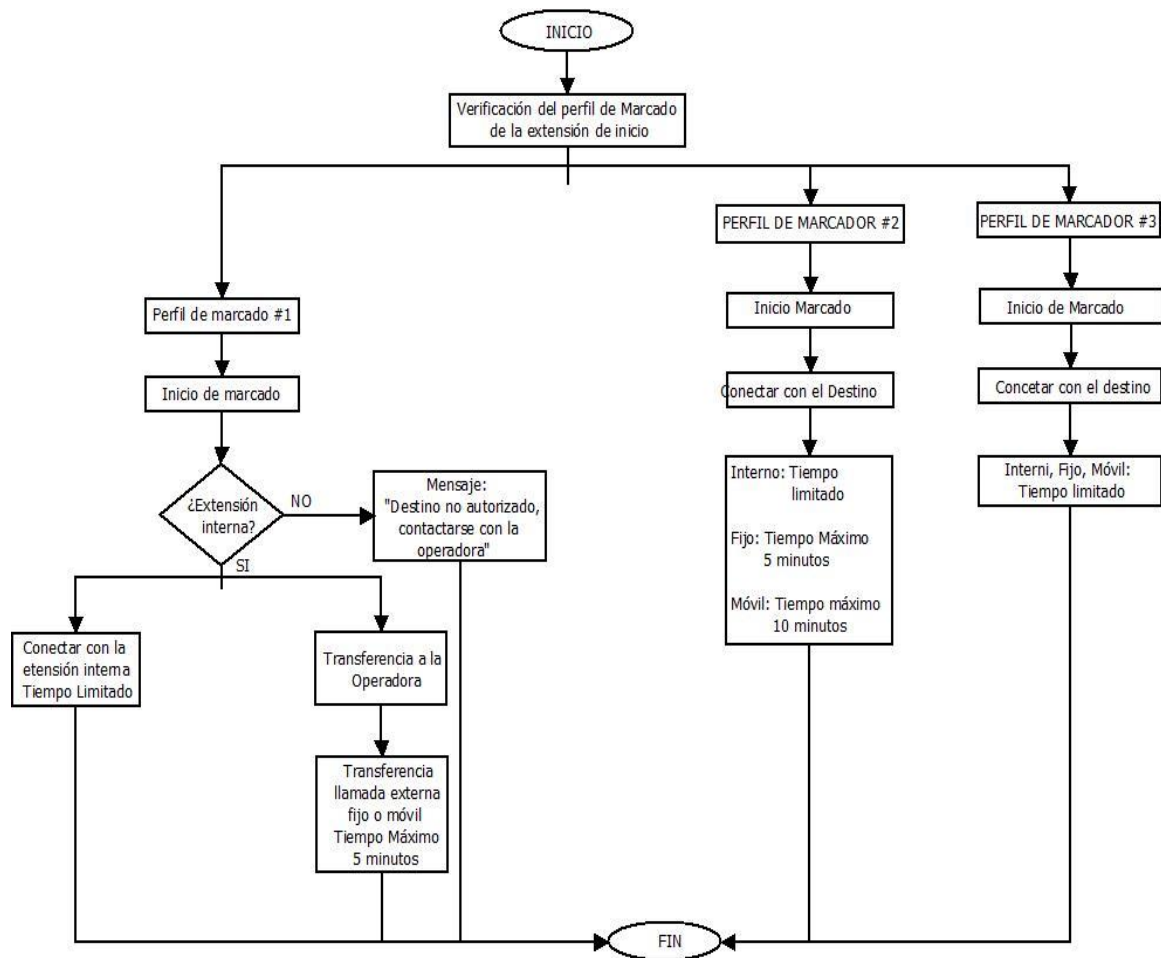 INICIO
Verificación del perfil de Marcado
de la extensión de inicio
Perfil de marcado #1
Inicio de marcado
¿Extensión
interna?
NO
SI
Mensaje:
"Destino no autorizado,
contactarse con la
operadora"
Conectar con la
etensión interna
Tiempo Limitado
Transferencia a la
Operadora
Transferencia
llamada externa
fijo o móvil
Tiempo Máximo
5 minutos
PERFIL DE MARCADOR #2
Inicio Marcado
Conectar con el Destino
Interno: Tiempo
limitado
Fijo: Tiempo Máximo
5 minutos
Móvil: Tiempo máximo
10 minutos
PERFIL DE MARCADOR #3
Inicio de Marcado
Concetar con el destino
Interni, Fijo, Móvil:
Tiempo limitado
FIN